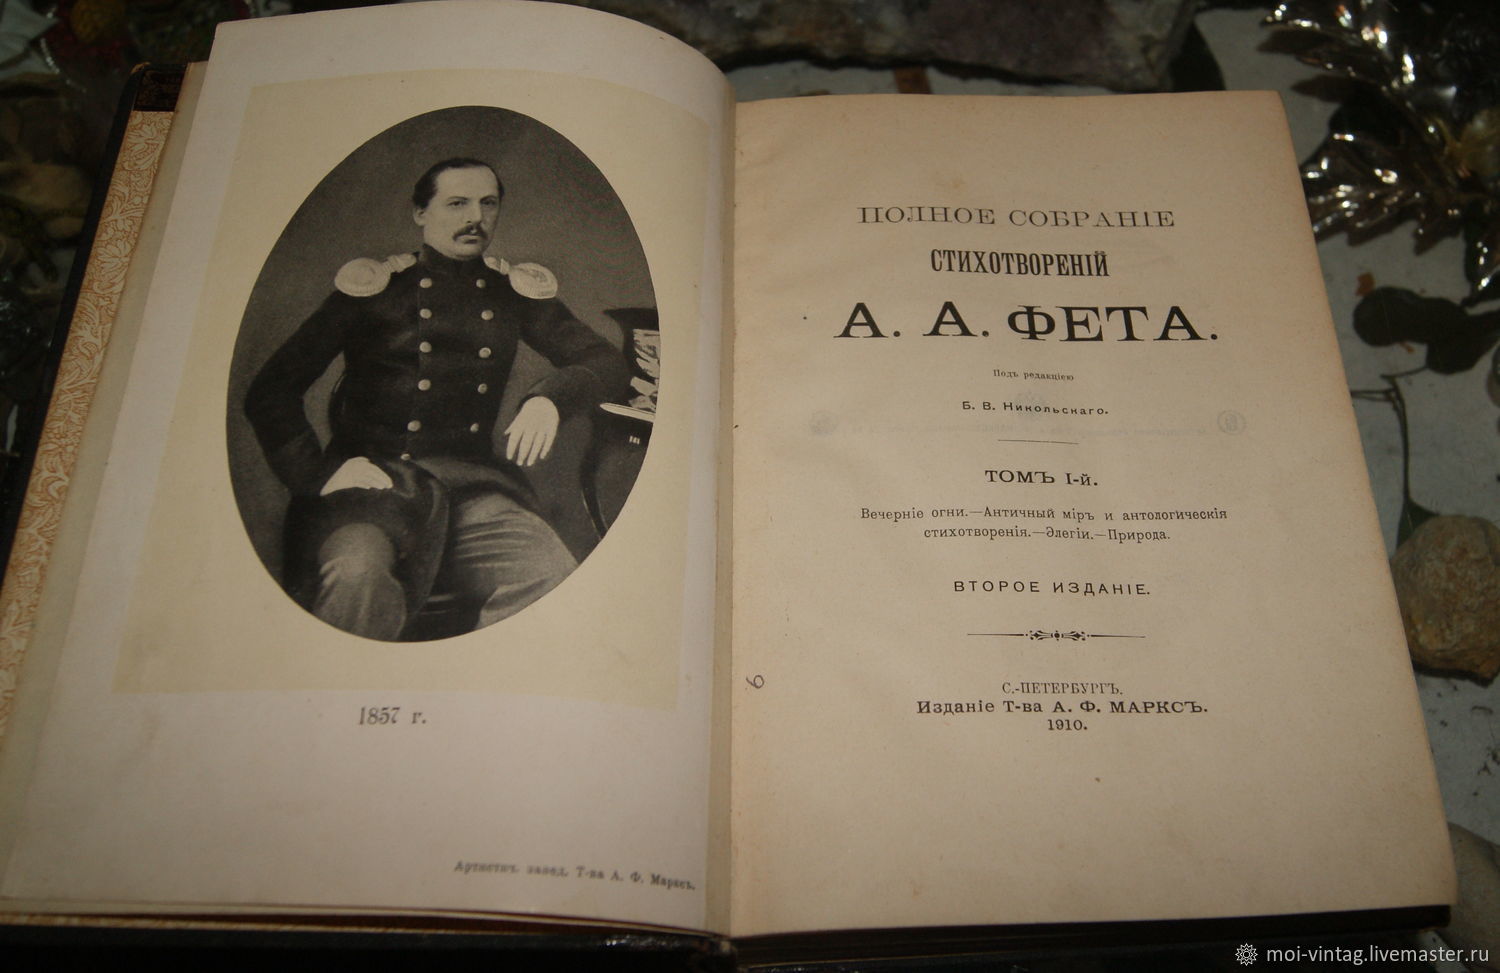 1857 г.
Артистич. завед. Т-ва А. Ф. Марксъ.
ПОЛНОЕ СОБРАНІЕ
СТИХОТВОРЕНІЙ
А. А. ФЕТА.
Подъ редакціею
Б. В. Никольскаго.
ТОМЪ I-й.
Вечерніе огни.—Античный міръ и антологическія
стихотворенія.—Элегіи.—Природа.
ВТОРОЕ ИЗДАНІЕ.
6
С.-ПЕТЕРБУРГЪ.
Изданіе Т-ва А. Ф. МАРКСЪ.
1910.
moi-vintag.livemaster.ru